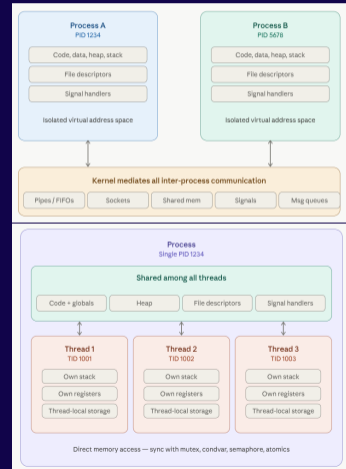 Process A
PID 1234
Code, data, heap, stack
File descriptors
Signal handlers
Isolated virtual address space
Process B
PID 5678
Code, data, heap, stack
File descriptors
Signal handlers
Isolated virtual address space
Kernel mediates all inter-process communication
Pipes / FIFOs
Sockets
Shared mem
Signals
Msg queues
Process
Single PID 1234
Shared among all threads
Code + globals
Heap
File descriptors
Signal handlers
Thread 1
TID 1001
Own stack
Own registers
Thread-local storage
Thread 2
TID 1002
Own stack
Own registers
Thread-local storage
Thread 3
TID 1003
Own stack
Own registers
Thread-local storage
Direct memory access — sync with mutex, condvar, semaphore, atomics